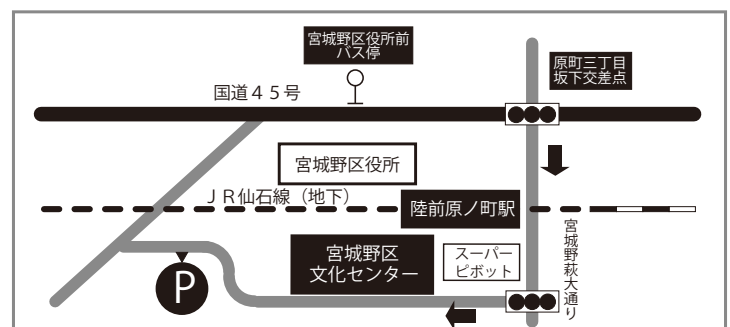 宮城野区役所前
バス停
原町三丁目
坂下交差点
国道４５号
宮城野区役所
ＪＲ仙石線（地下）
陸前原ノ町駅
宮城野区
文化センター
スーパー
ピボット
宮城野萩大通り
P